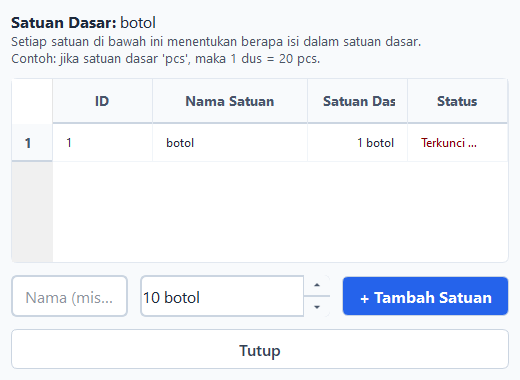 Satuan Dasar: botol
Setiap satuan di bawah ini menentukan berapa isi dalam satuan dasar.
Contoh: jika satuan dasar 'pcs', maka 1 dus = 20 pcs.
ID Nama Satuan Satuan Das Status
1 1 botol 1 botol Terkunci ...
Nama (mis... 10 botol + Tambah Satuan
Tutup